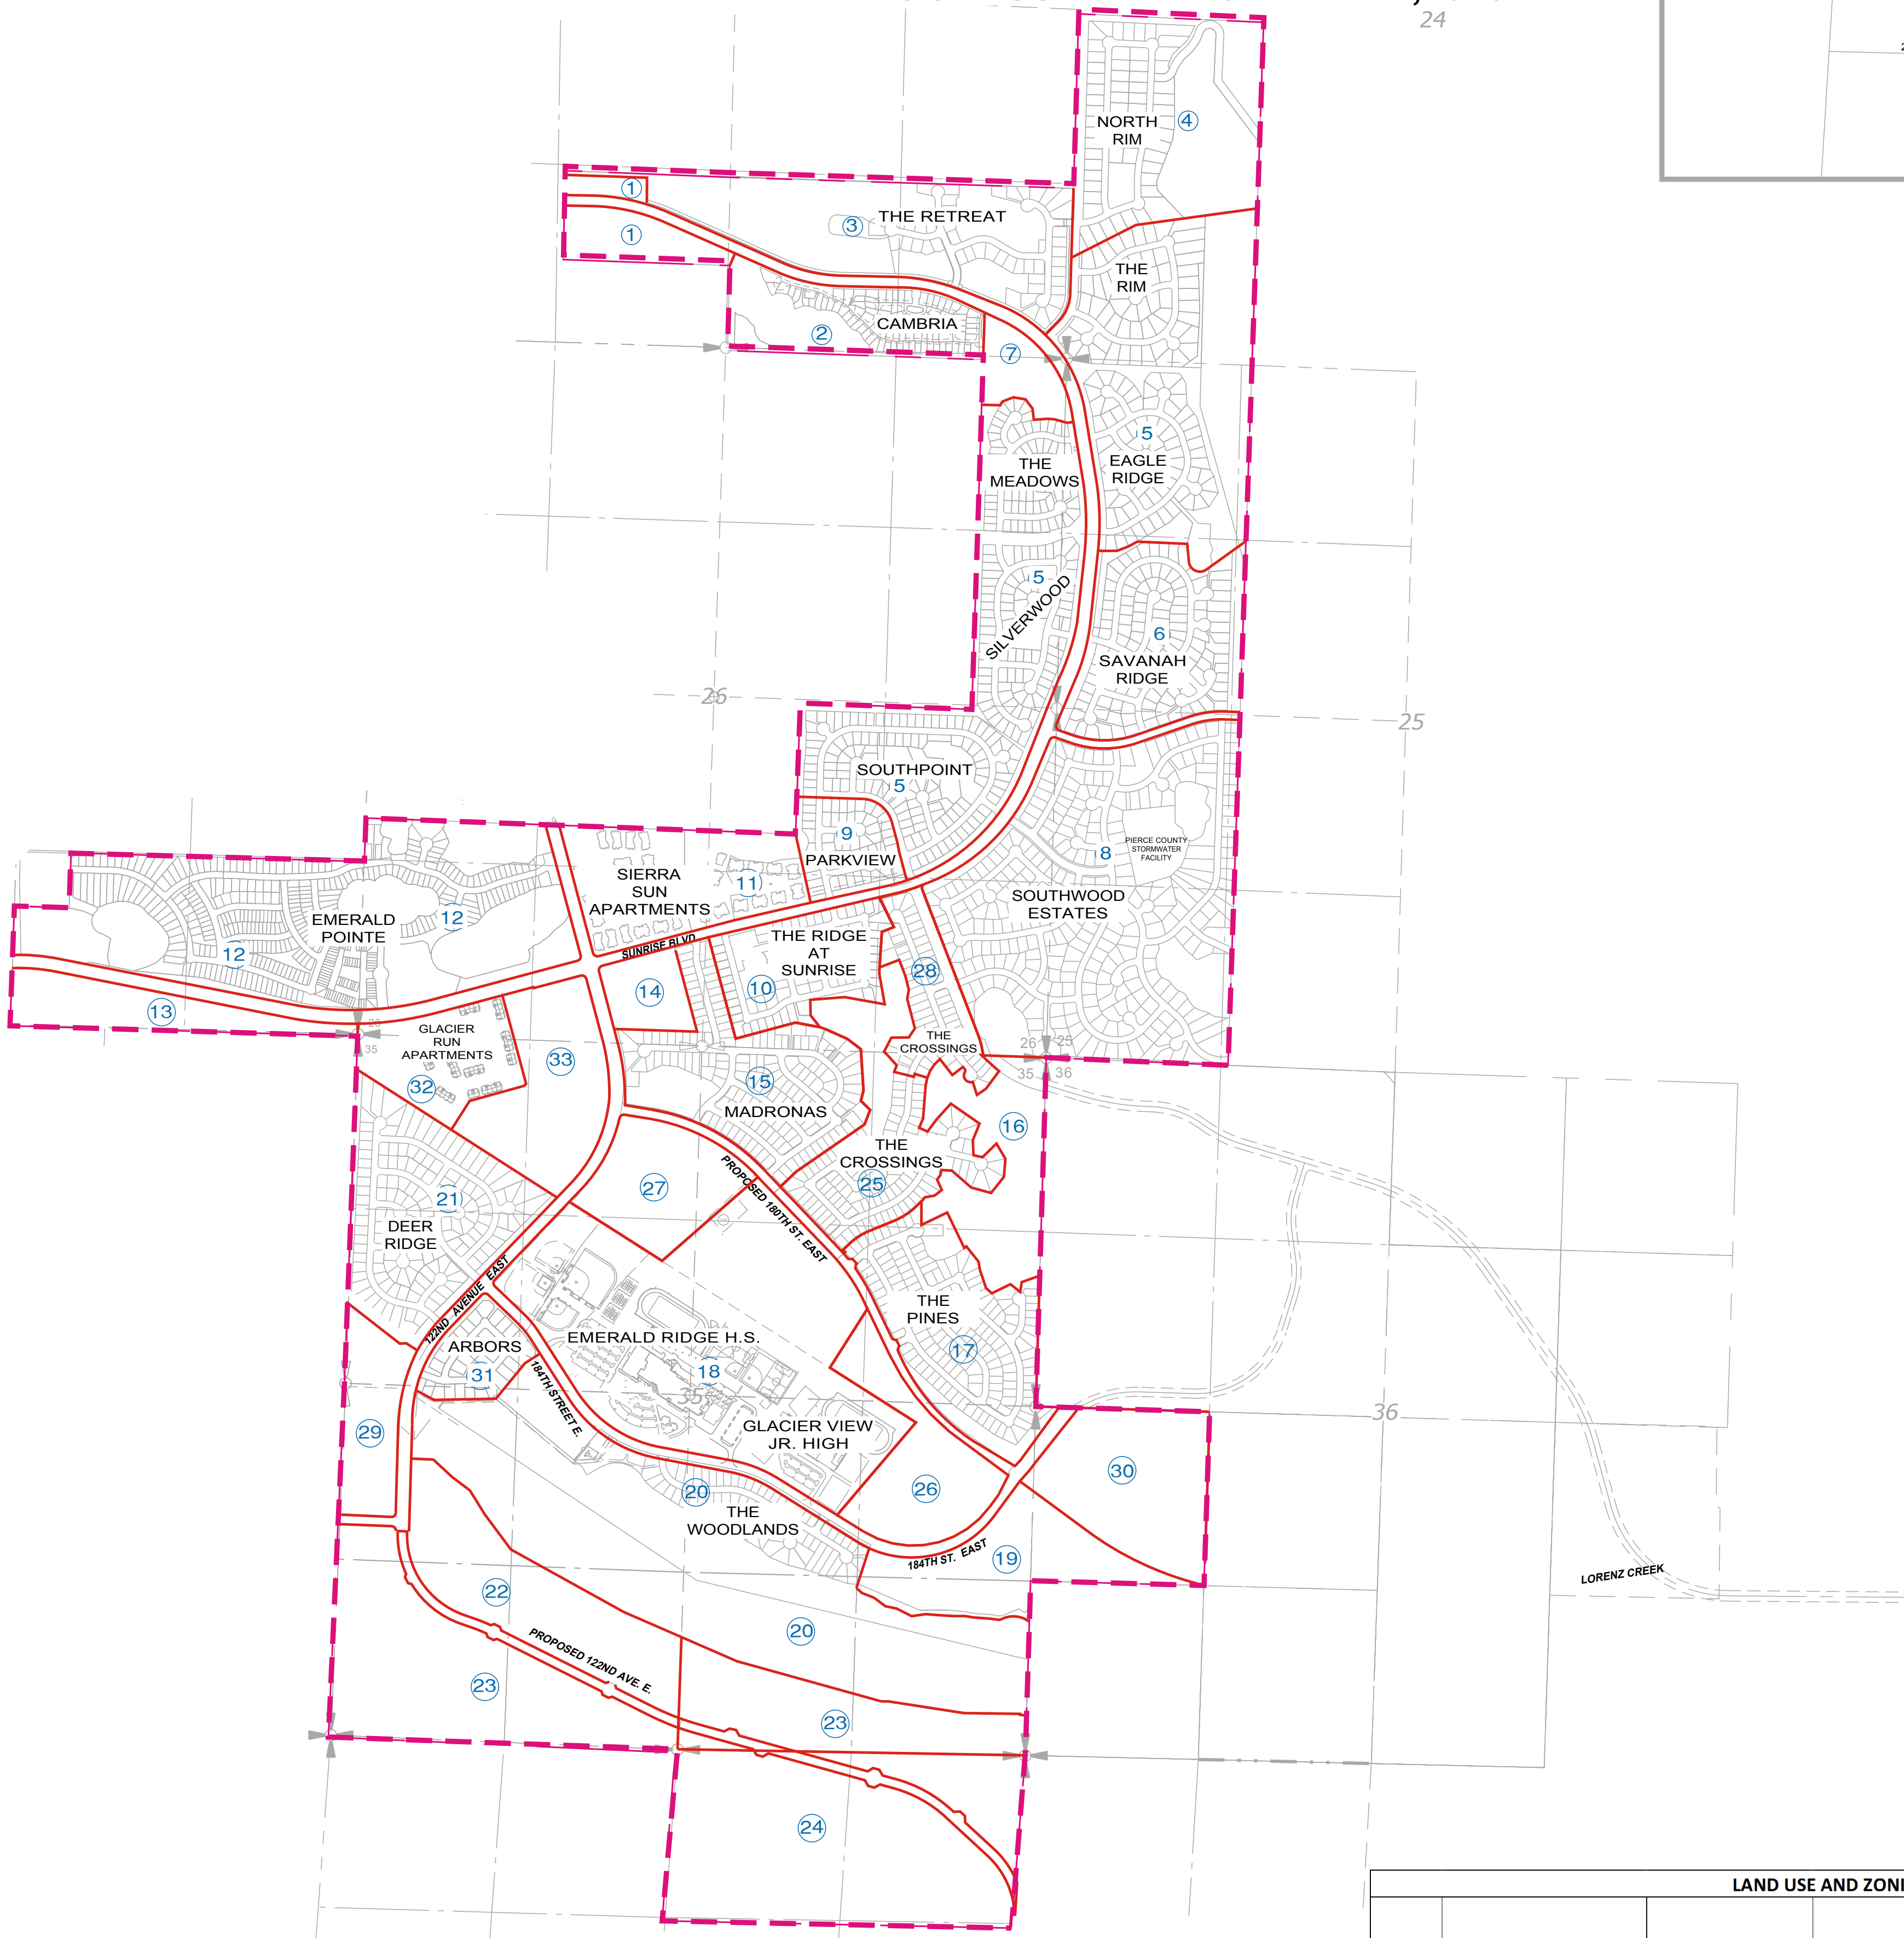 24
NORTH
RIM
4
1
THE RETREAT
3
1
THE
RIM
CAMBRIA
2
7
5
THE
MEADOWS
EAGLE
RIDGE
5
SILVERWOOD
6
SAVANAH
RIDGE
26
25
SOUTHPOINT
5
9
PARKVIEW
8
PIERCE COUNTY
STORMWATER
FACILITY
SIERRA
SUN
APARTMENTS
11
SOUTHWOOD
ESTATES
EMERALD
POINTE
12
12
SUNRISE BLVD
THE RIDGE
AT
SUNRISE
28
14
10
13
26
35
GLACIER
RUN
APARTMENTS
THE
CROSSINGS
26
25
35
36
33
32
15
MADRONAS
16
THE
CROSSINGS
25
27
PROPOSED 180TH ST. EAST
21
DEER
RIDGE
122ND AVENUE EAST
THE
PINES
17
EMERALD RIDGE H.S.
18
ARBORS
31
184TH STREET E.
35
36
GLACIER VIEW
JR. HIGH
29
30
26
20
THE
WOODLANDS
184TH ST. EAST
19
LORENZ CREEK
22
20
PROPOSED 122ND AVE. E.
23
23
24
LAND USE AND ZONI